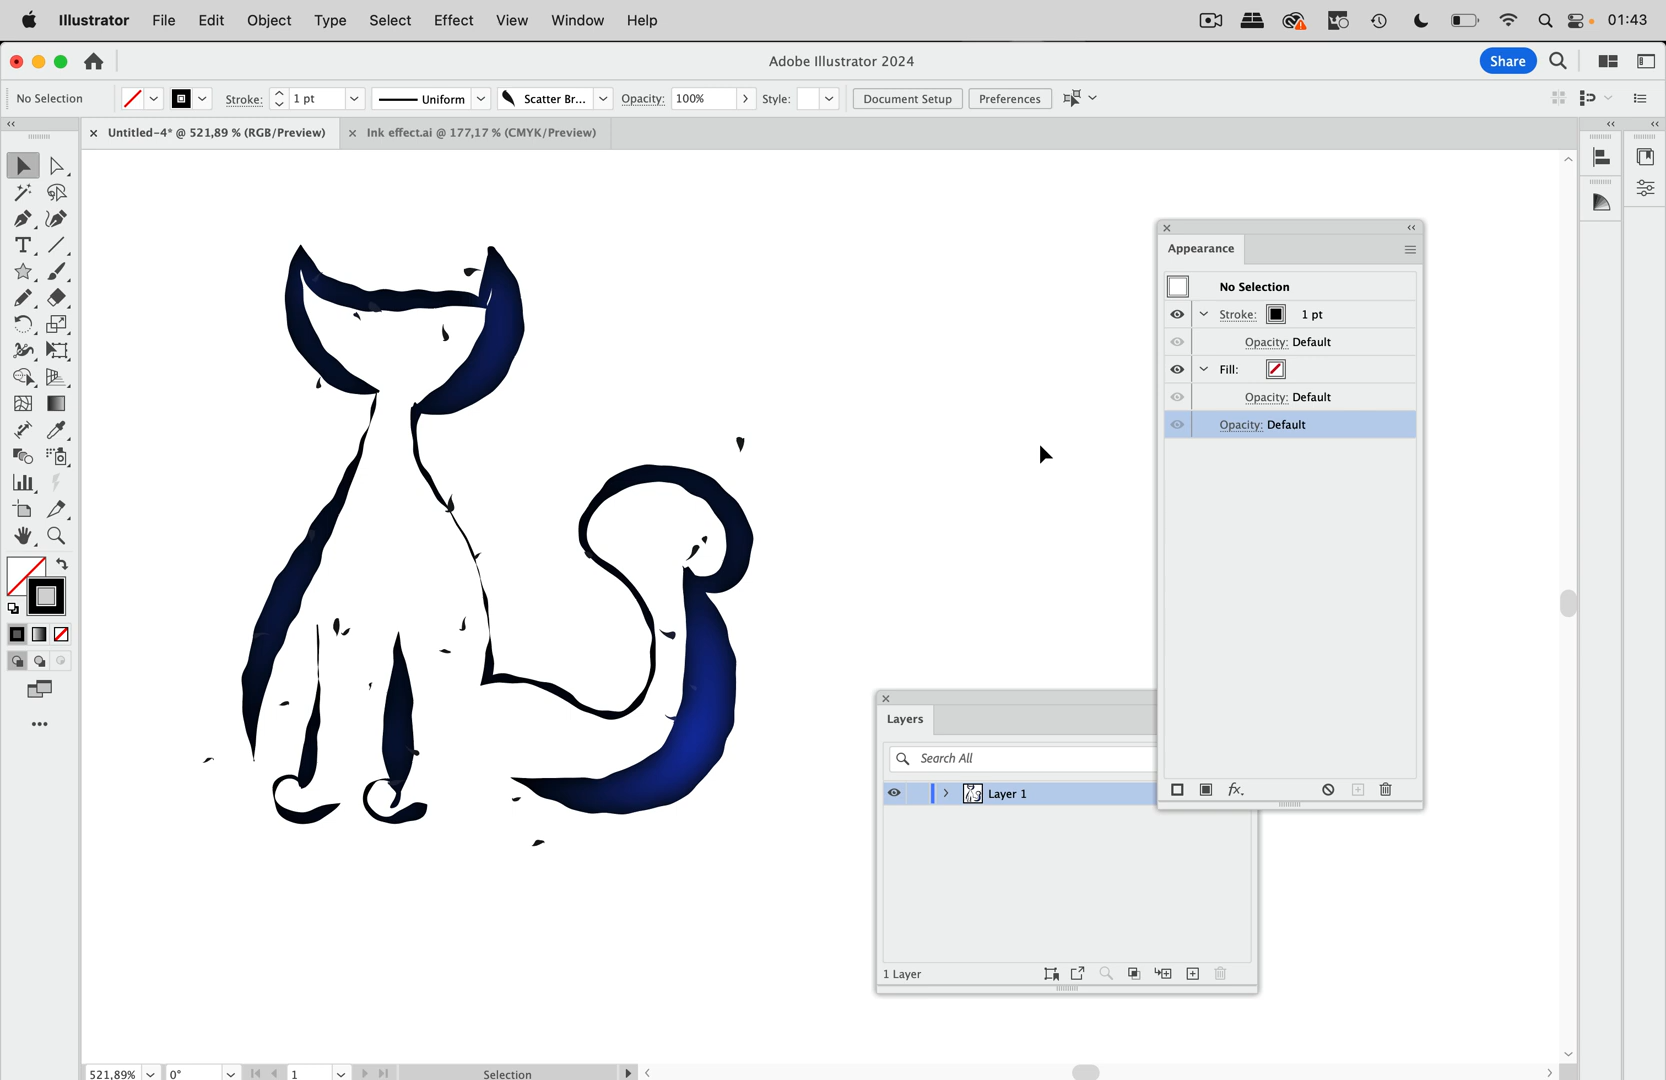 Illustrator File Edit Object Type Select Effect View Window Help 01:43
Adobe Illustrator 2024
Share
No Selection Stroke: 1 pt Uniform Scatter Br... Opacity: 100% Style: Document Setup Preferences
Untitled-4* @ 521,89 % (RGB/Preview) Ink effect.ai @ 177,17 % (CMYK/Preview)
Appearance
No Selection
Stroke: 1 pt
Opacity: Default
Fill:
Opacity: Default
Opacity: Default
fx.
Layers
Search All
Layer 1
1 Layer
521,89% 0° 1 Selection